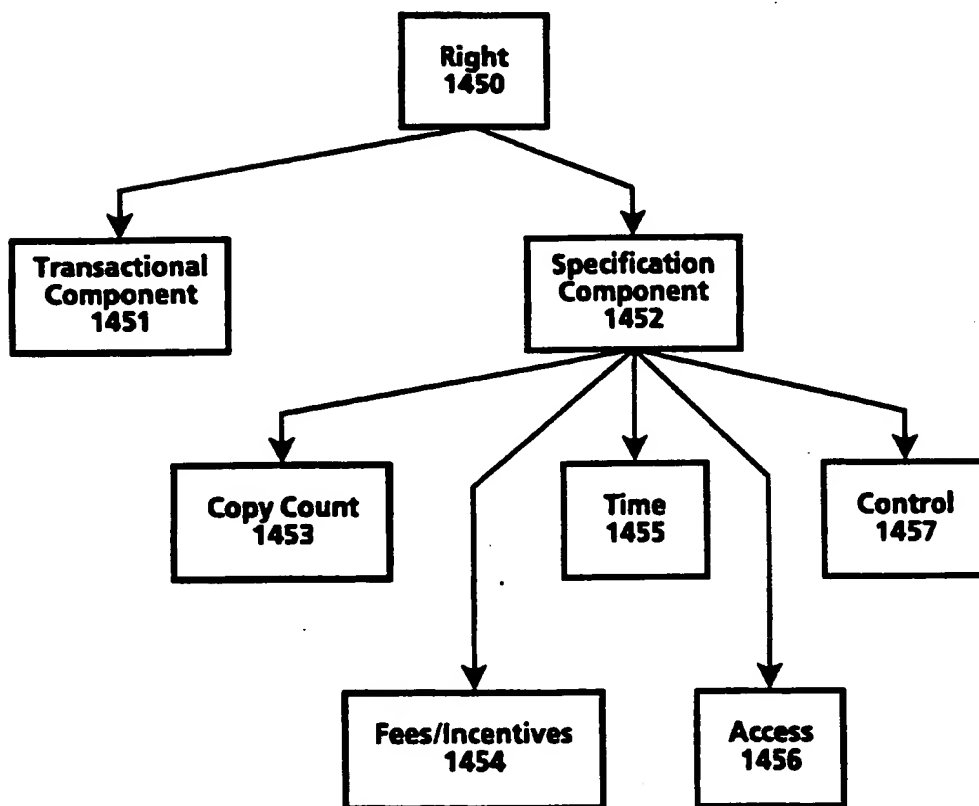 Right
1450
Transactional
Component
1451
Specification
Component
1452
Copy Count
1453
Time
1455
Control
1457
Fees/Incentives
1454
Access
1456